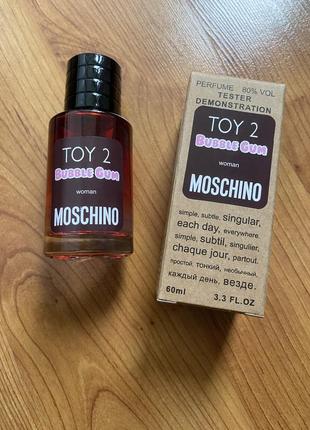 TOY 2
BUBBLE GUM
woman
MOSCHINO
PERFUME 80% VOL
TESTER
DEMONSTRATION
TOY 2
BUBBLE GUM
woman
MOSCHINO
simple, subtle, singular,
each day, everywhere.
simple, subtil, singulier,
chaque jour, partout.
простой, тонкий, необычный,
каждый день, везде.
60ml 3.3 FL.OZ